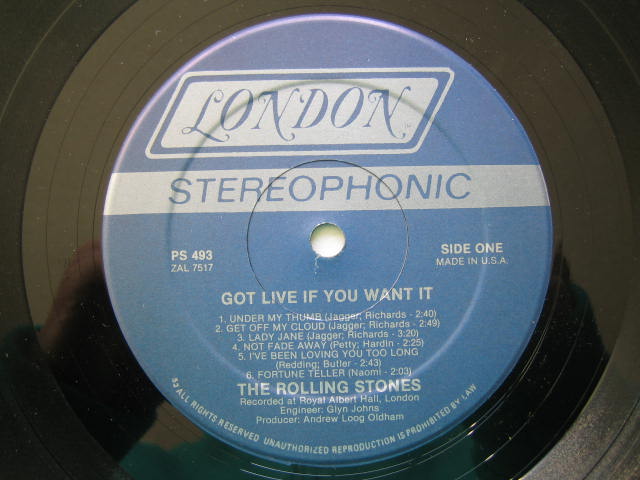 LONDON
STEREOPHONIC
PS 493
ZAL 7517
SIDE ONE
MADE IN U.S.A.
GOT LIVE IF YOU WANT IT
1. UNDER MY THUMB (Jagger; Richards - 2:40)
2. GET OFF MY CLOUD (Jagger; Richards - 2:49)
3. LADY JANE (Jagger; Richards - 3:20)
4. NOT FADE AWAY (Petty; Hardin - 2:25)
5. I'VE BEEN LOVING YOU TOO LONG
(Redding; Butler - 2:43)
6. FORTUNE TELLER (Naomi - 2:03)
THE ROLLING STONES
Recorded at Royal Albert Hall, London
Engineer: Glyn Johns
Producer: Andrew Loog Oldham
ALL RIGHTS RESERVED UNAUTHORIZED REPRODUCTION IS PROHIBITED BY LAW